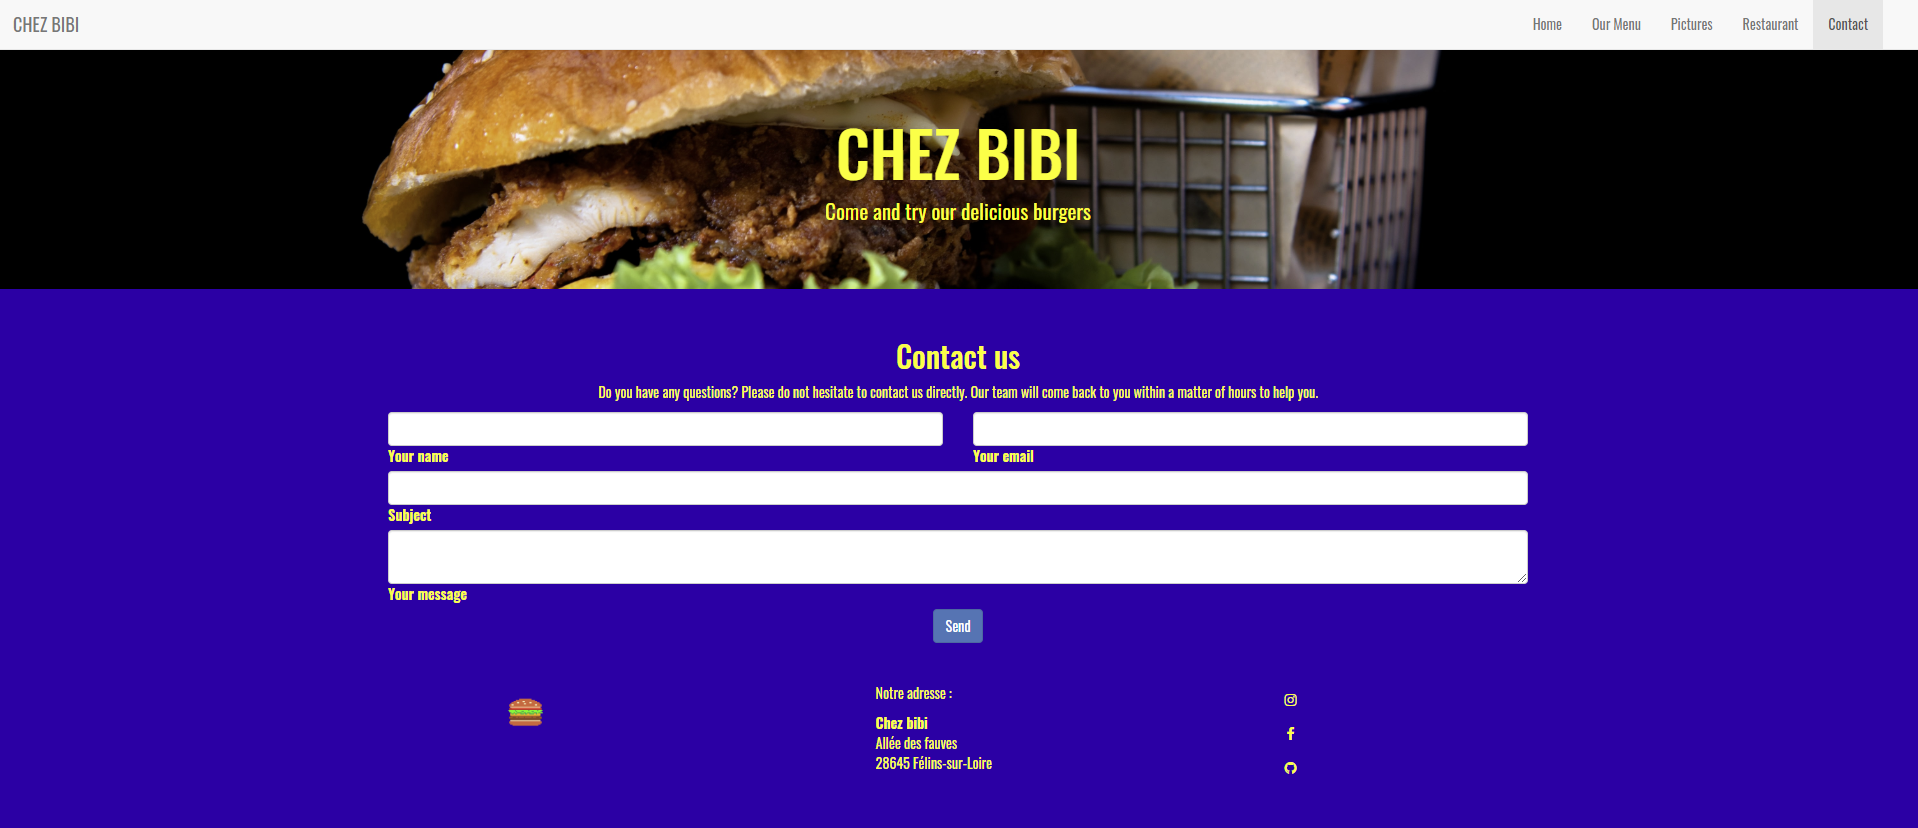 CHEZ BIBI
Home Our Menu Pictures Restaurant Contact
CHEZ BIBI
Come and try our delicious burgers
Contact us
Do you have any questions? Please do not hesitate to contact us directly. Our team will come back to you within a matter of hours to help you.
Your name Your email
Subject
Your message
Send
Notre adresse :
Chez bibi
Allée des fauves
28645 Félins-sur-Loire